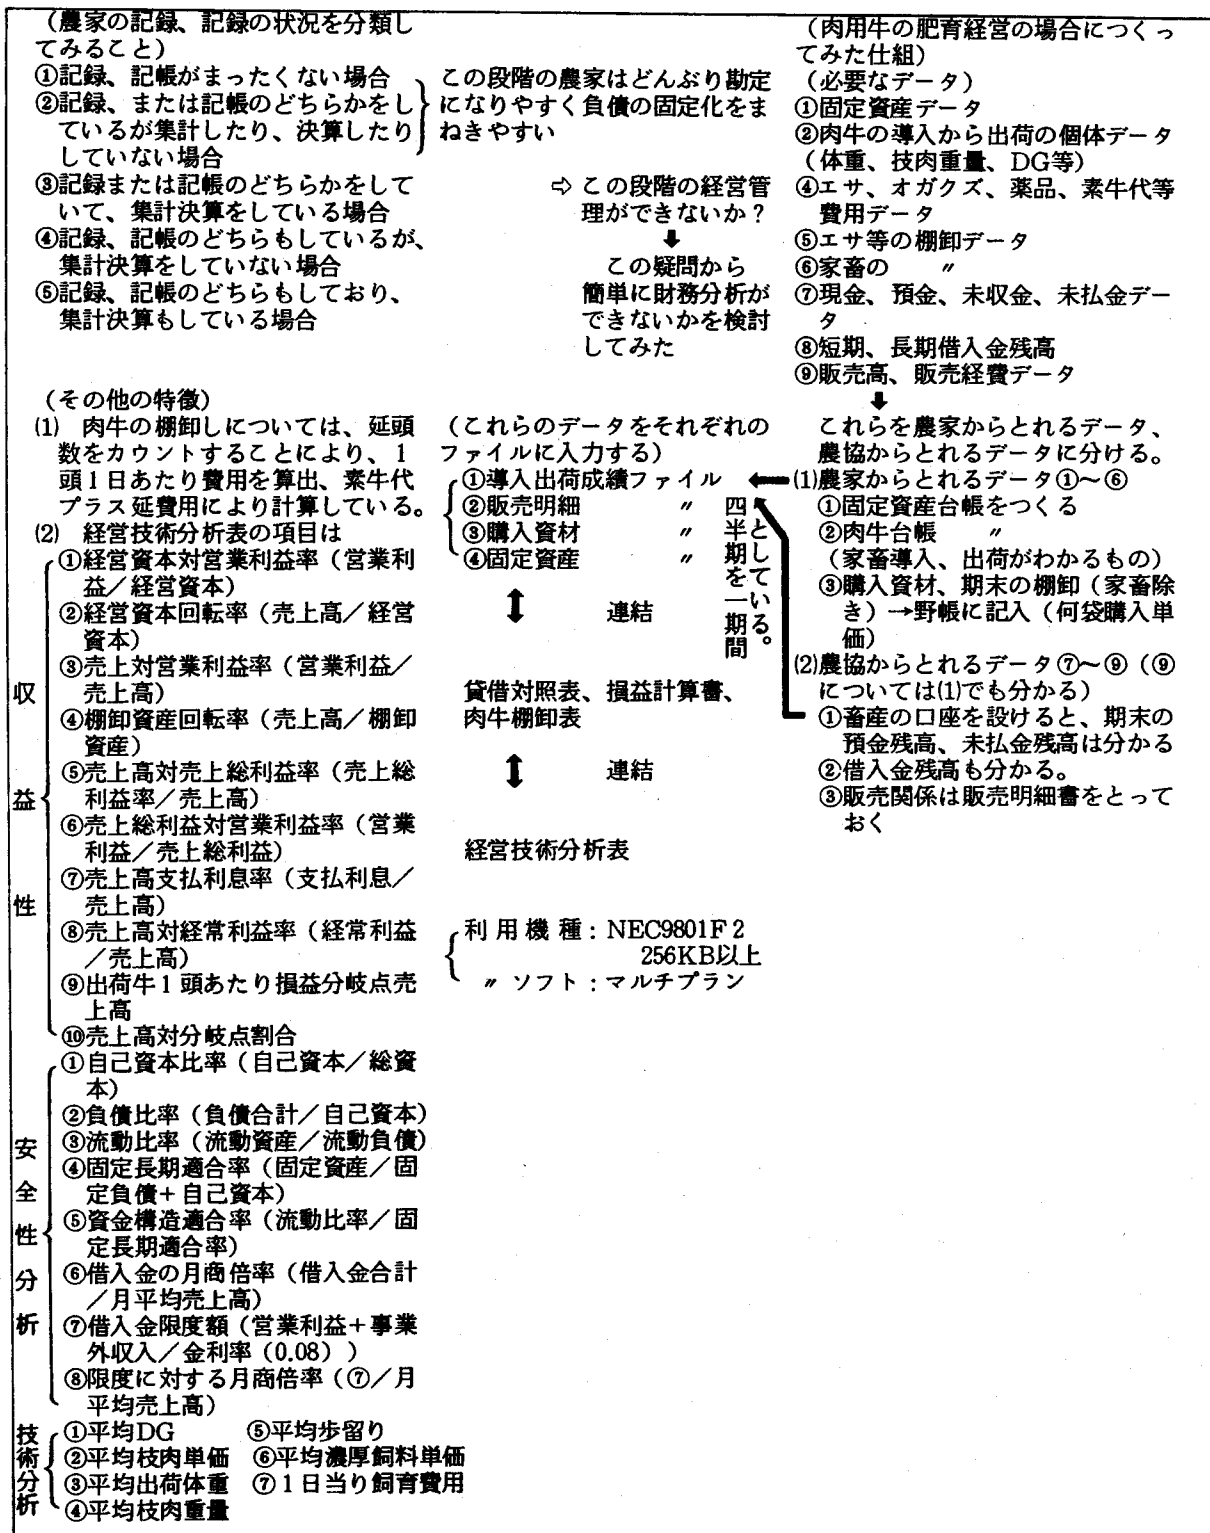 （農家の記録、記録の状況を分類し
てみること）
①記録、記帳がまったくない場合
②記録、または記帳のどちらかをし
ているが集計したり、決算したり
していない場合
③記録または記帳のどちらかをして
いて、集計決算をしている場合
④記録、記帳のどちらもしているが、
集計決算をしていない場合
⑤記録、記帳のどちらもしており、
集計決算もしている場合
この段階の農家はどんぶり勘定
になりやすく負債の固定化をま
ねきやすい
⇨ この段階の経営管
理ができないか？
⬇
この疑問から
簡単に財務分析が
できないかを検討
してみた
（肉用牛の肥育経営の場合につくっ
てみた仕組）
（必要なデータ）
①固定資産データ
②肉牛の導入から出荷の個体データ
（体重、技肉重量、DG等）
④エサ、オガクズ、薬品、素牛代等
費用データ
⑤エサ等の棚卸データ
⑥家畜の　　〃
⑦現金、預金、未収金、未払金デー
タ
⑧短期、長期借入金残高
⑨販売高、販売経費データ
⬇
これらを農家からとれるデータ、
農協からとれるデータに分ける。
(1)農家からとれるデータ①～⑥
①固定資産台帳をつくる
②肉牛台帳　　〃
（家畜導入、出荷がわかるもの）
③購入資材、期末の棚卸（家畜除
き）→野帳に記入（何袋購入単
価）
(2)農協からとれるデータ⑦～⑨（⑨
については(1)でも分かる）
①畜産の口座を設けると、期末の
預金残高、未払金残高は分かる
②借入金残高も分かる。
③販売関係は販売明細書をとって
おく
（これらのデータをそれぞれの
ファイルに入力する）
①導入出荷成績ファイル
②販売明細　　〃
③購入資材　　〃
④固定資産　　〃
四半期を一期間
としている。
連結
貸借対照表、損益計算書、
肉牛棚卸表
連結
経営技術分析表
利用機種：NEC9801F2
256KB以上
〃 ソフト：マルチプラン
（その他の特徴）
(1)　肉牛の棚卸しについては、延頭
数をカウントすることにより、1
頭1日あたり費用を算出、素牛代
プラス延費用により計算している。
(2)　経営技術分析表の項目は
収益性
①経営資本対営業利益率（営業利
益／経営資本）
②経営資本回転率（売上高／経営
資本）
③売上対営業利益率（営業利益／
売上高）
④棚卸資産回転率（売上高／棚卸
資産）
⑤売上高対売上総利益率（売上総
利益率／売上高）
⑥売上総利益対営業利益率（営業
利益／売上総利益）
⑦売上高支払利息率（支払利息／
売上高）
⑧売上高対経常利益率（経常利益
／売上高）
⑨出荷牛1頭あたり損益分岐点売
上高
⑩売上高対分岐点割合
安全性分析
①自己資本比率（自己資本／総資
本）
②負債比率（負債合計／自己資本）
③流動比率（流動資産／流動負債）
④固定長期適合率（固定資産／固
定負債＋自己資本）
⑤資金構造適合率（流動比率／固
定長期適合率）
⑥借入金の月商倍率（借入金合計
／月平均売上高）
⑦借入金限度額（営業利益＋事業
外収入／金利率（0.08））
⑧限度に対する月商倍率（⑦／月
平均売上高）
技術分析
①平均DG　　⑤平均歩留り
②平均枝肉単価　⑥平均濃厚飼料単価
③平均出荷体重　⑦1日当り飼育費用
④平均枝肉重量